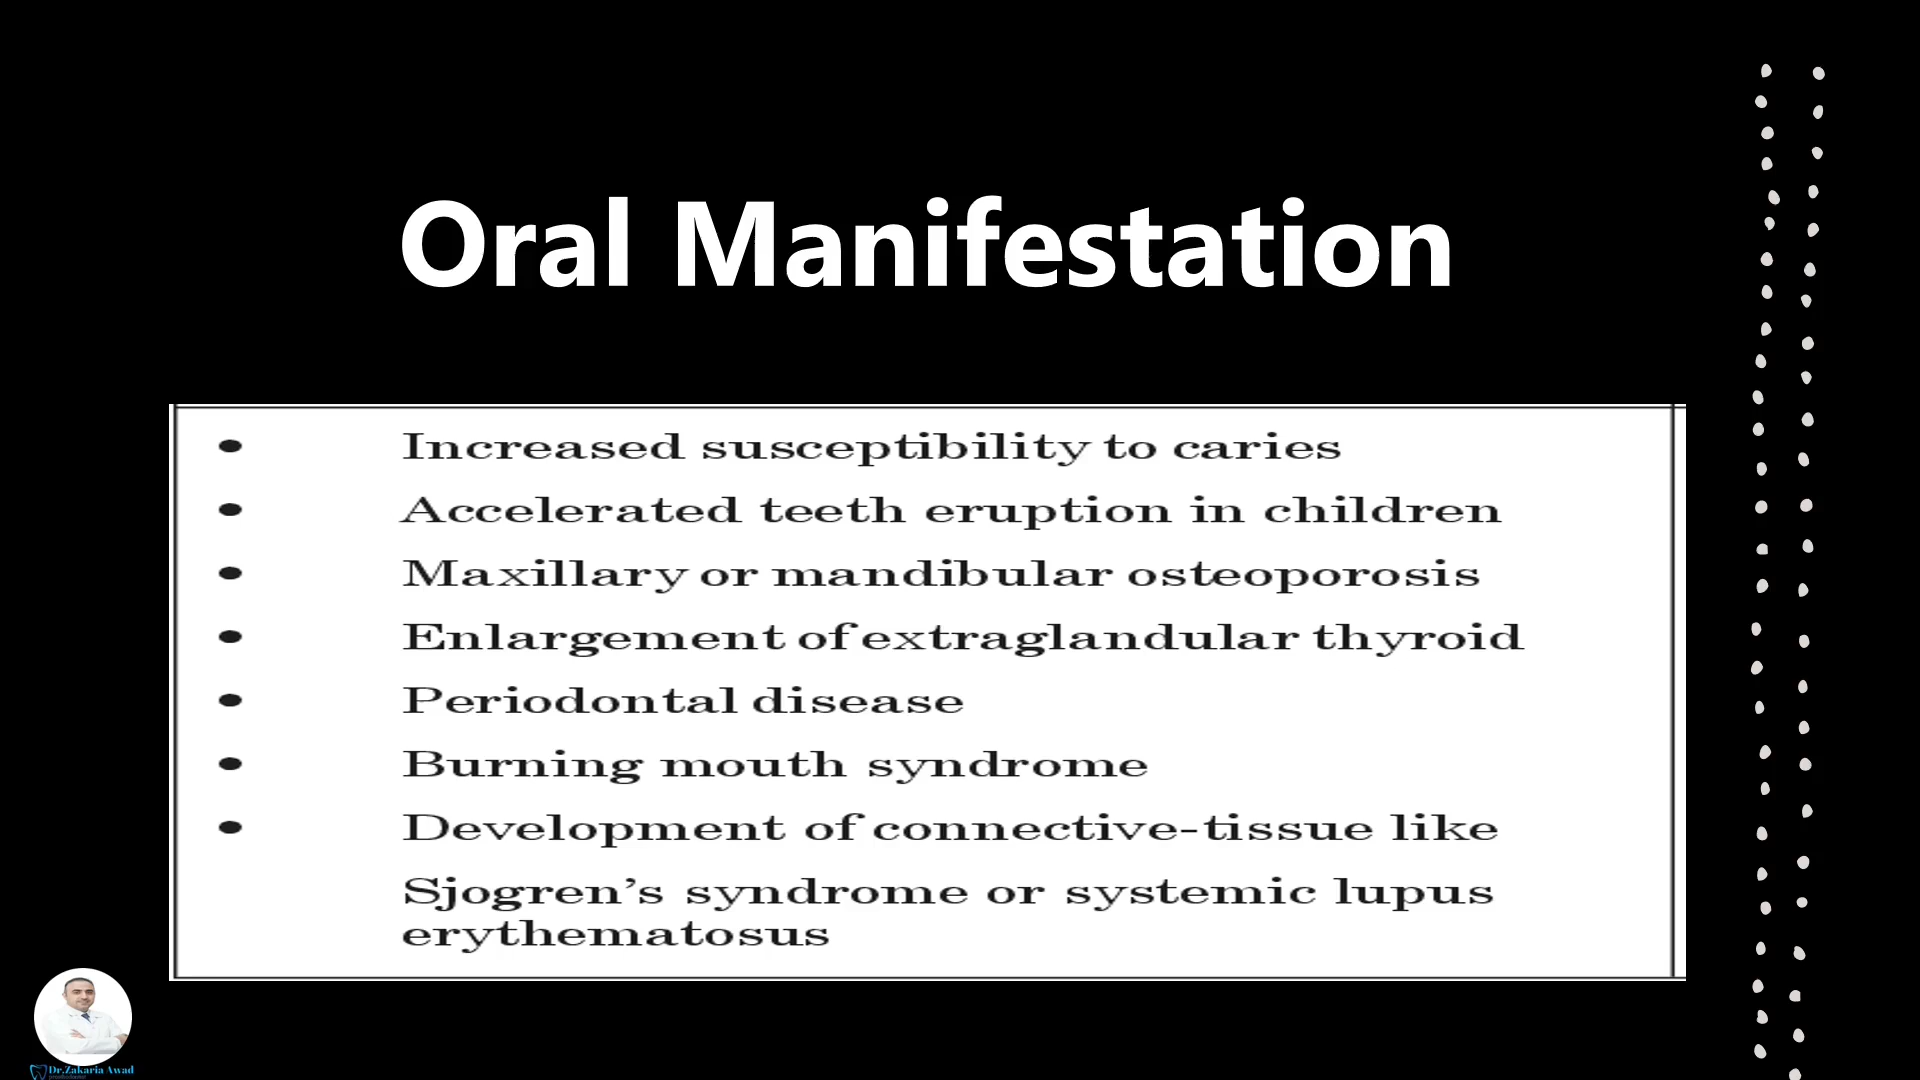 Oral Manifestation
• Increased susceptibility to caries
• Accelerated teeth eruption in children
• Maxillary or mandibular osteoporosis
• Enlargement of extraglandular thyroid
• Periodontal disease
• Burning mouth syndrome
• Development of connective-tissue like
Sjogren's syndrome or systemic lupus
erythematosus
Dr.Zakaria Awad